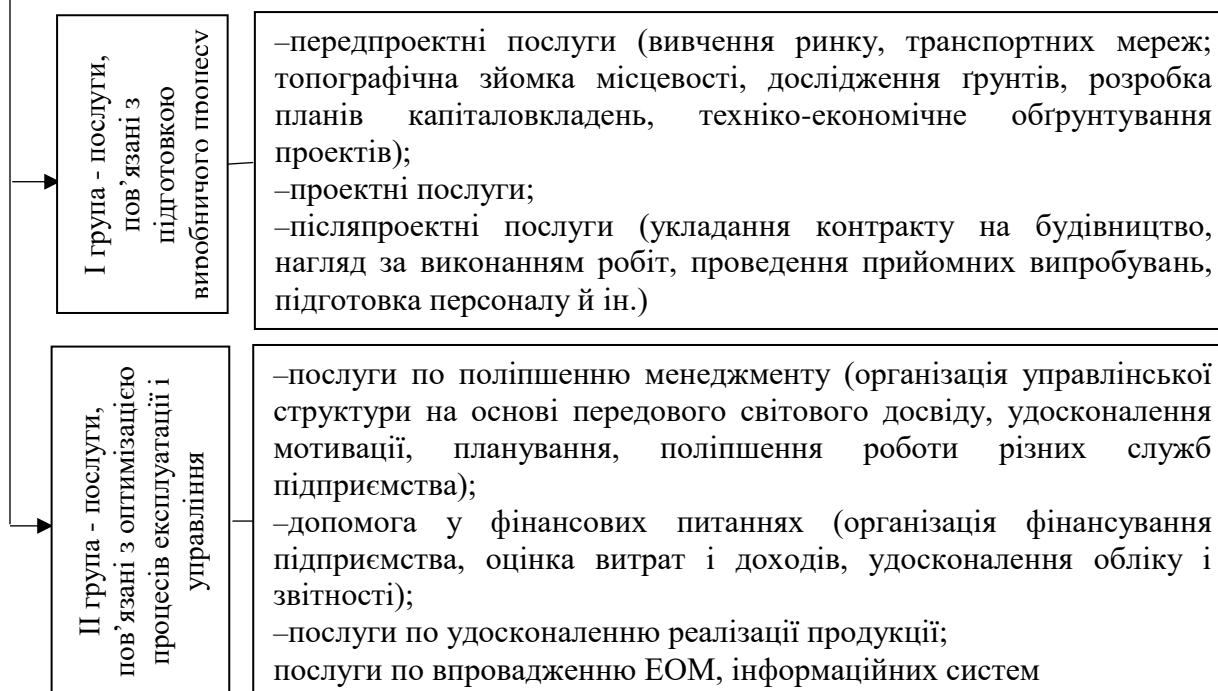 І група - послуги,
пов’язані з
підготовкою
виробничого процесу
–передпроектні послуги (вивчення ринку, транспортних мереж;
топографічна зйомка місцевості, дослідження ґрунтів, розробка
планів капіталовкладень, техніко-економічне обґрунтування
проектів);
–проектні послуги;
–післяпроектні послуги (укладання контракту на будівництво,
нагляд за виконанням робіт, проведення прийомних випробувань,
підготовка персоналу й ін.)
ІІ група - послуги,
пов’язані з оптимізацією
процесів експлуатації і
управління
–послуги по поліпшенню менеджменту (організація управлінської
структури на основі передового світового досвіду, удосконалення
мотивації, планування, поліпшення роботи різних служб
підприємства);
–допомога у фінансових питаннях (організація фінансування
підприємства, оцінка витрат і доходів, удосконалення обліку і
звітності);
–послуги по удосконаленню реалізації продукції;
послуги по впровадженню ЕОМ, інформаційних систем